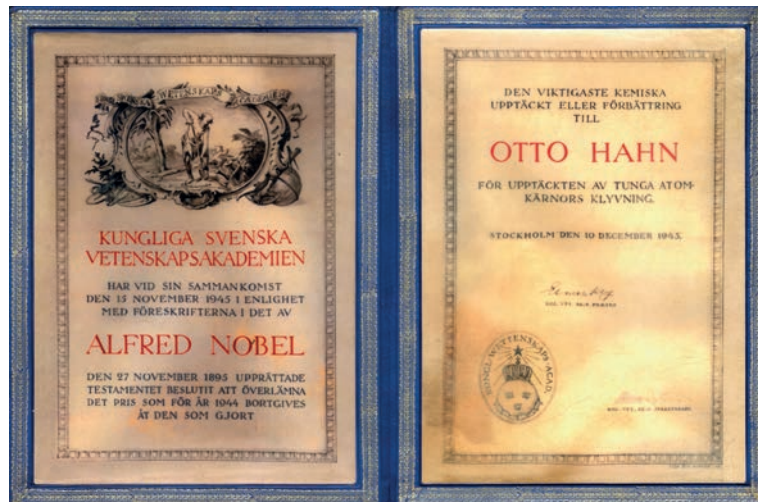 KUNGLIGA SVENSKA
VETENSKAPSAKADEMIEN
HAR VID SIN SAMMANKOMST
DEN 15 NOVEMBER 1945 I ENLIGHET
MED FÖRESKRIFTERNA I DET AV
ALFRED NOBEL
DEN 27 NOVEMBER 1895 UPPRÄTTADE
TESTAMENTET BESLUTIT ATT ÖVERLÄMNA
DET PRIS SOM FÖR ÅR 1944 BORTGIVES
ÅT DEN SOM GJORT
DEN VIKTIGASTE KEMISKA
UPPTÄCKT ELLER FÖRBÄTTRING
TILL
OTTO HAHN
FÖR UPPTÄCKTEN AV TUNGA ATOM-
KÄRNORS KLYVNING.
STOCKHOLM DEN 10 DECEMBER 1945.